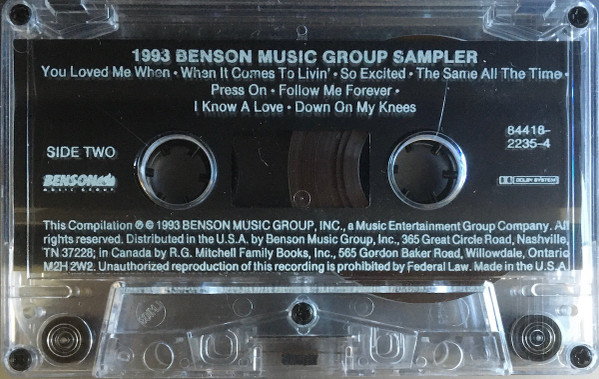 1993 BENSON MUSIC GROUP SAMPLER
You Loved Me When • When It Comes To Livin' • So Excited • The Same All The Time •
Press On • Follow Me Forever •
I Know A Love • Down On My Knees
84418-
2235-4
SIDE TWO
BENSON
MUSIC GROUP
DOLBY SYSTEM
This Compilation ℗ © 1993 BENSON MUSIC GROUP, INC., a Music Entertainment Group Company. All
rights reserved. Distributed in the U.S.A. by Benson Music Group, Inc., 365 Great Circle Road, Nashville,
TN 37228; in Canada by R.G. Mitchell Family Books, Inc., 565 Gordon Baker Road, Willowdale, Ontario
M2H 2W2. Unauthorized reproduction of this recording is prohibited by Federal Law. Made in the U.S.A.